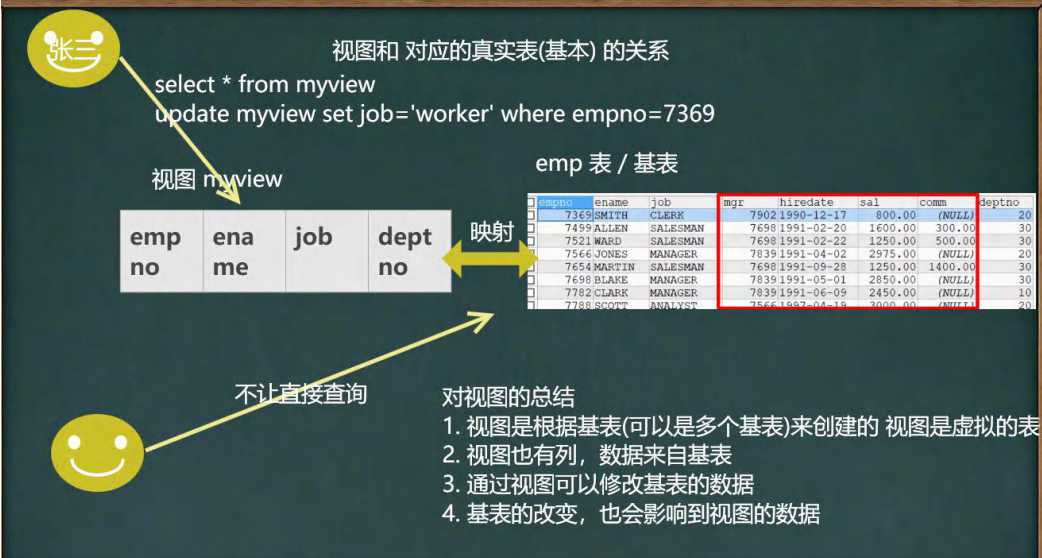 张三
视图和 对应的真实表(基本) 的关系
select * from myview
update myview set job='worker' where empno=7369
视图 myview
emp 表 / 基表
emp
no
ena
me
job
dept
no
映射
empno ename job mgr hiredate sal comm deptno
7369 SMITH CLERK 7902 1990-12-17 800.00 (NULL) 20
7499 ALLEN SALESMAN 7698 1991-02-20 1600.00 300.00 30
7521 WARD SALESMAN 7698 1991-02-22 1250.00 500.00 30
7566 JONES MANAGER 7839 1991-04-02 2975.00 (NULL) 20
7654 MARTIN SALESMAN 7698 1991-09-28 1250.00 1400.00 30
7698 BLAKE MANAGER 7839 1991-05-01 2850.00 (NULL) 30
7782 CLARK MANAGER 7839 1991-06-09 2450.00 (NULL) 10
7788 SCOTT ANALYST 7566 1997-04-19 3000.00 (NULL) 20
不让直接查询
对视图的总结
1. 视图是根据基表(可以是多个基表)来创建的 视图是虚拟的表
2. 视图也有列，数据来自基表
3. 通过视图可以修改基表的数据
4. 基表的改变，也会影响到视图的数据